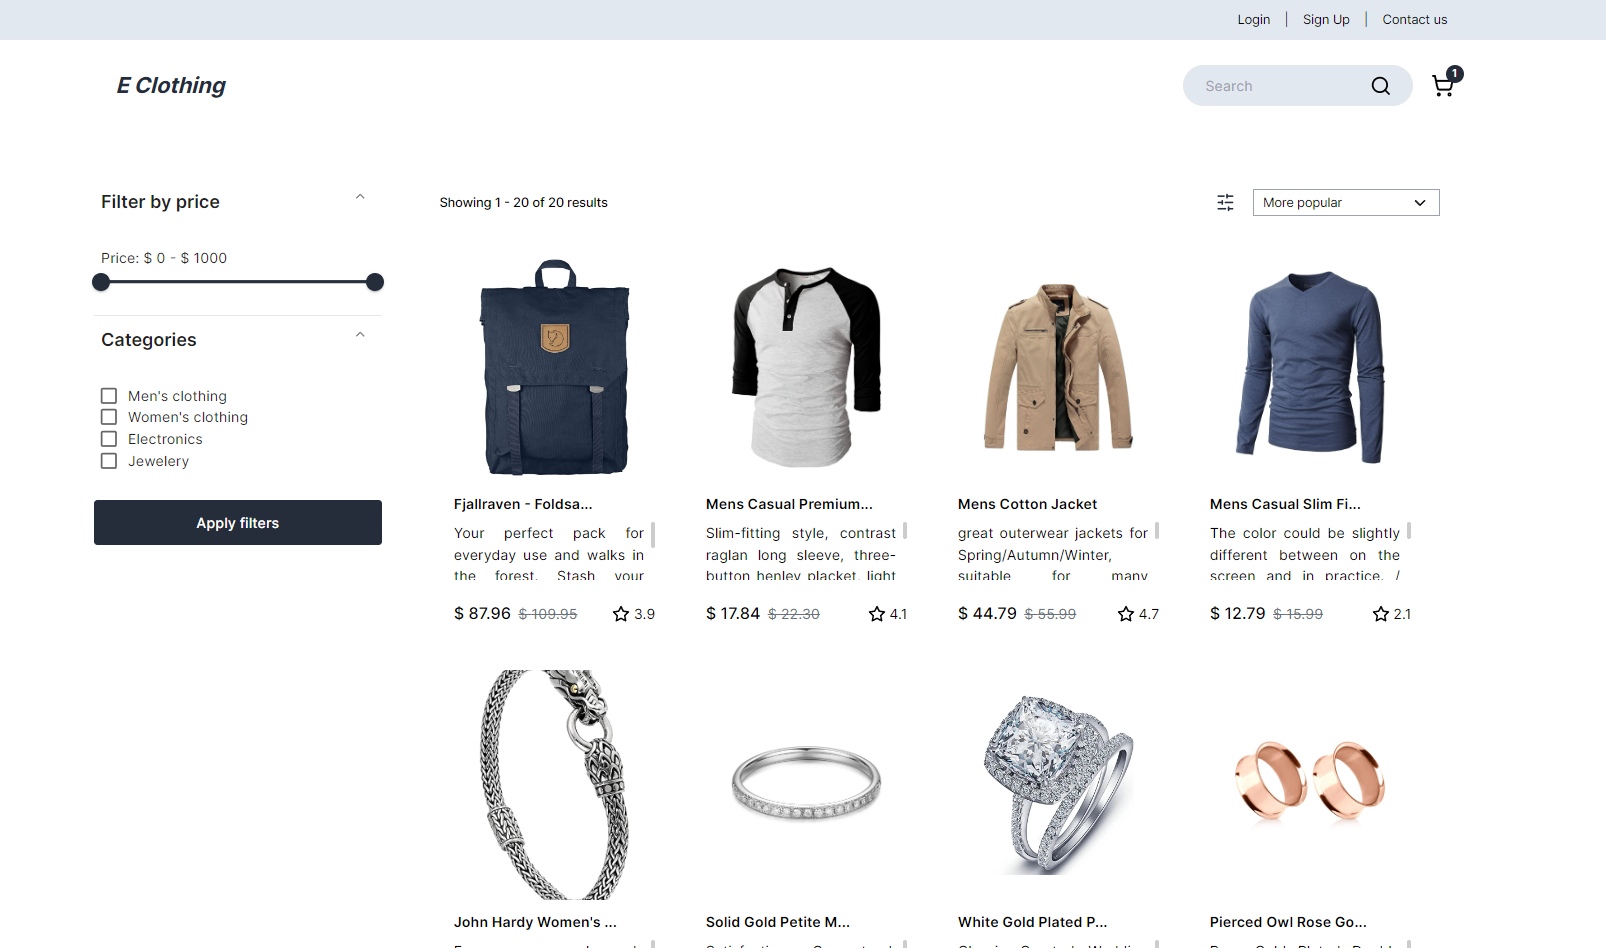 Login | Sign Up | Contact us
E Clothing
Search
1
Filter by price
Showing 1 - 20 of 20 results
More popular
Price: $ 0 - $ 1000
Categories
Men's clothing
Women's clothing
Electronics
Jewelery
Apply filters
Fjallraven - Foldsa...
Your perfect pack for
everyday use and walks in
the forest. Stash your
$ 87.96 $ 109.95 3.9
Mens Casual Premium...
Slim-fitting style, contrast
raglan long sleeve, three-
button henley placket, light
$ 17.84 $ 22.30 4.1
Mens Cotton Jacket
great outerwear jackets for
Spring/Autumn/Winter,
suitable for many
$ 44.79 $ 55.99 4.7
Mens Casual Slim Fi...
The color could be slightly
different between on the
screen and in practice. /
$ 12.79 $ 15.99 2.1
John Hardy Women's ...
Solid Gold Petite M...
White Gold Plated P...
Pierced Owl Rose Go...